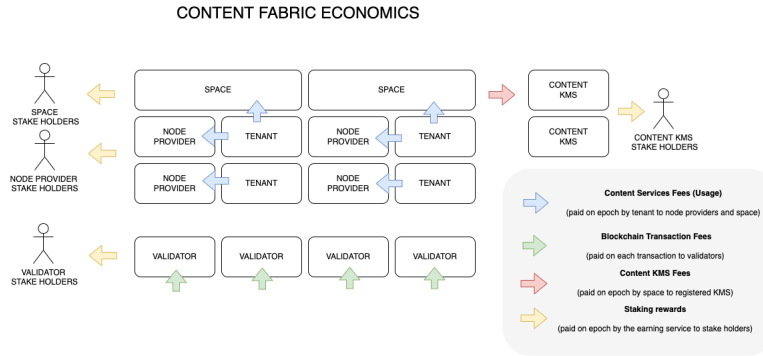 CONTENT FABRIC ECONOMICS
SPACE
SPACE
CONTENT
KMS
SPACE
STAKE HOLDERS
NODE
PROVIDER
TENANT
NODE
PROVIDER
TENANT
CONTENT
KMS
CONTENT KMS
STAKE HOLDERS
NODE PROVIDER
STAKE HOLDERS
NODE
PROVIDER
TENANT
NODE
PROVIDER
TENANT
VALIDATOR
VALIDATOR
VALIDATOR
VALIDATOR
VALIDATOR
STAKE HOLDERS
Content Services Fees (Usage)
(paid on epoch by tenant to node providers and space)
Blockchain Transaction Fees
(paid on each transaction to validators)
Content KMS Fees
(paid on epoch by space to registered KMS)
Staking rewards
(paid on epoch by the earning service to stake holders)